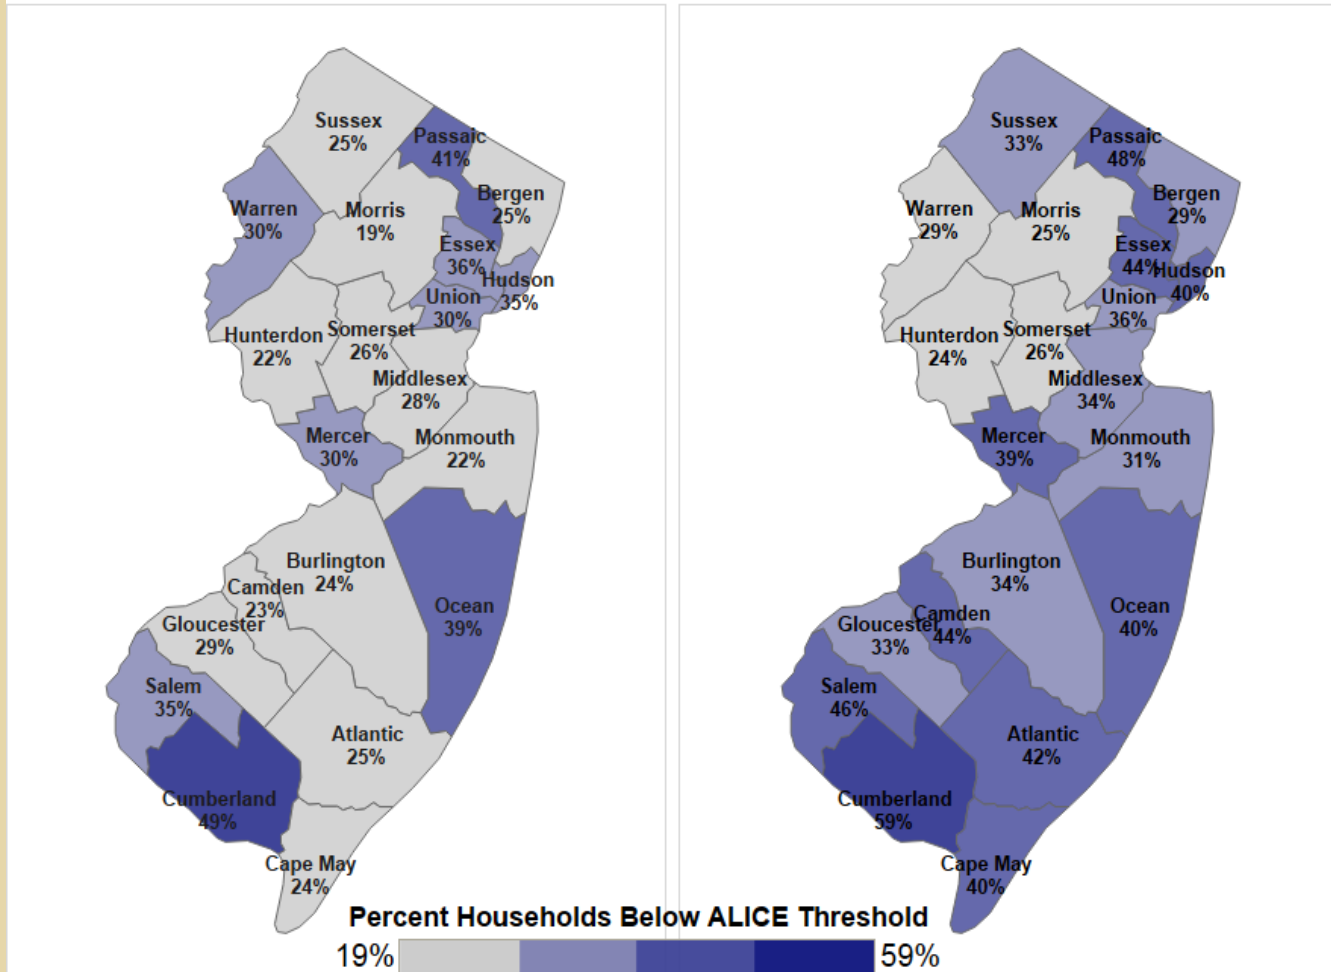 Sussex
25%
Passaic
41%
Bergen
25%
Warren
30%
Morris
19%
Essex
36%
Hudson
35%
Union
30%
Hunterdon
22%
Somerset
26%
Middlesex
28%
Mercer
30%
Monmouth
22%
Burlington
24%
Camden
23%
Ocean
39%
Gloucester
29%
Salem
35%
Atlantic
25%
Cumberland
49%
Cape May
24%
Sussex
33%
Passaic
48%
Bergen
29%
Warren
29%
Morris
25%
Essex
44%
Hudson
40%
Union
36%
Hunterdon
24%
Somerset
26%
Middlesex
34%
Mercer
39%
Monmouth
31%
Burlington
34%
Ocean
40%
Camden
44%
Gloucester
33%
Salem
46%
Atlantic
42%
Cumberland
59%
Cape May
40%
Percent Households Below ALICE Threshold
19%
59%